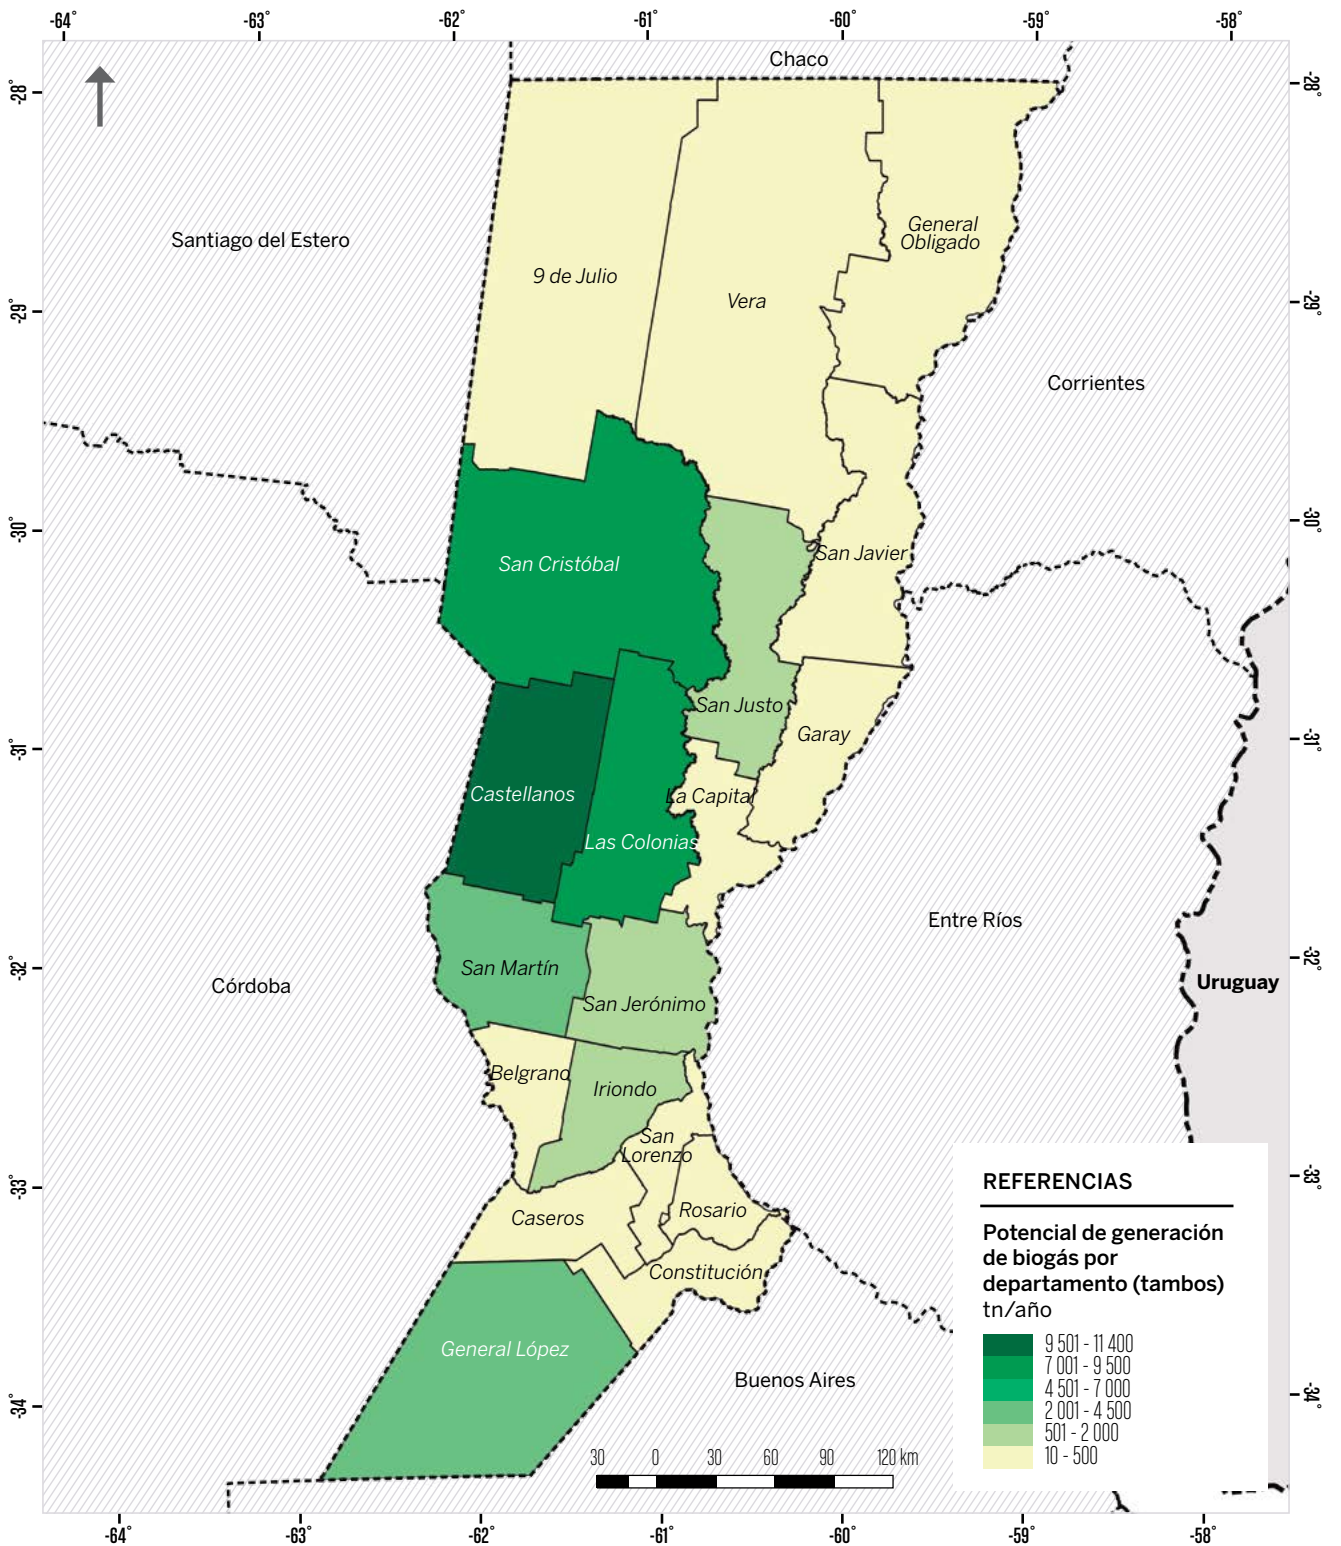 -64°
-63°
-62°
-61°
-60°
-59°
-58°
Chaco
-28°
-28°
General
Obligado
Santiago del Estero
9 de Julio
Vera
-29°
-29°
Corrientes
-30°
-30°
San Javier
San Cristóbal
San Justo
Garay
-31°
-31°
Castellanos
La Capital
Las Colonias
Entre Ríos
-32°
-32°
San Martín
Córdoba
Uruguay
San Jerónimo
Belgrano
Iriondo
San
Lorenzo
-33°
-33°
Rosario
Caseros
Constitución
General López
Buenos Aires
-34°
-34°
REFERENCIAS
Potencial de generación
de biogás por
departamento (tambos)
tn/año
9 501 - 11 400
7 001 - 9 500
4 501 - 7 000
2 001 - 4 500
501 - 2 000
10 - 500
30 0 30 60 90 120 km
-64°
-63°
-62°
-61°
-60°
-59°
-58°